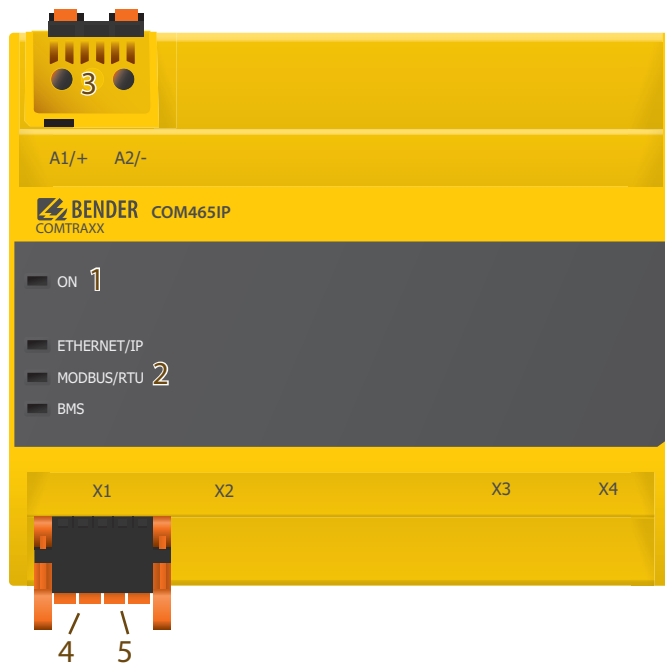 3
A1/+ A2/-
BENDER COM465IP
COMTRAXX
ON 1
ETHERNET/IP
MODBUS/RTU 2
BMS
X1 X2 X3 X4
4 5